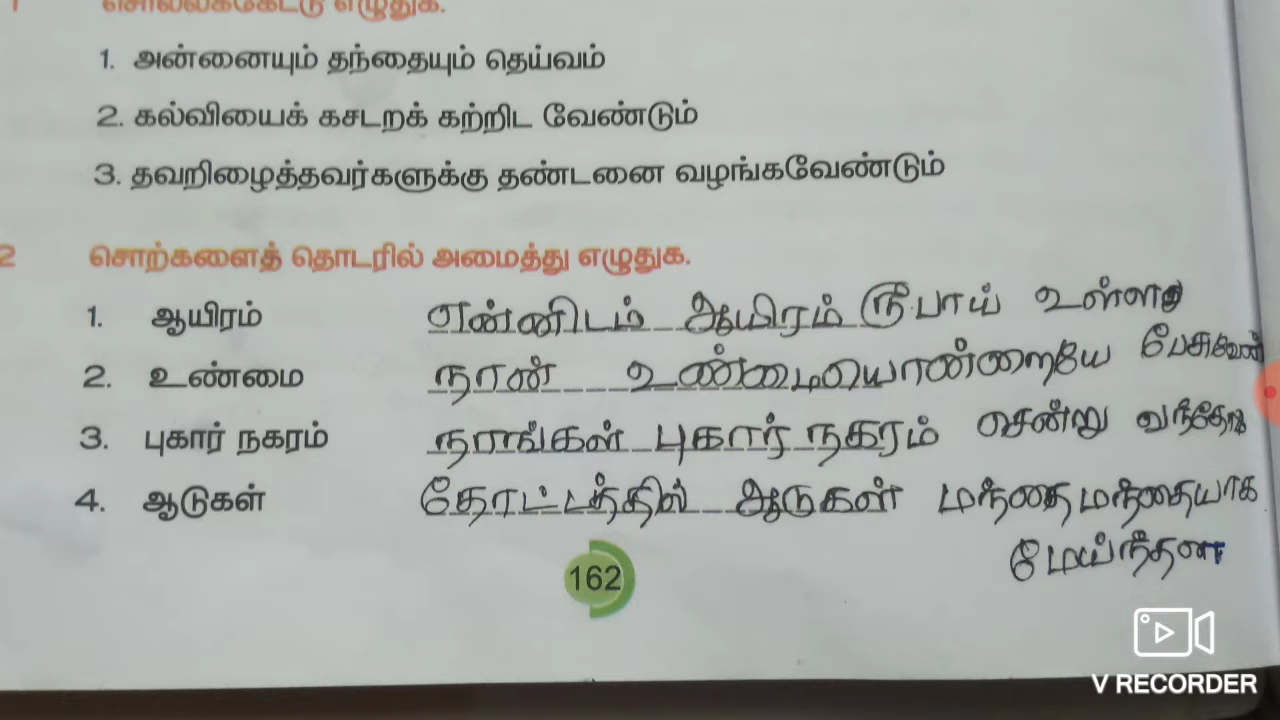 சொல்லக்கேட்டு எழுதுக.
1. அன்னையும் தந்தையும் தெய்வம்
2. கல்வியைக் கசடறக் கற்றிட வேண்டும்
3. தவறிழைத்தவர்களுக்கு தண்டனை வழங்கவேண்டும்
2 சொற்களைத் தொடரில் அமைத்து எழுதுக.
1. ஆயிரம் என்னிடம் ஆயிரம் ரூபாய் உள்ளது
2. உண்மை நான் உண்மையொன்றையே பேசுவேன்
3. புகார் நகரம் நாங்கள் புகார் நகரம் சென்று வந்தோம்
4. ஆடுகள் தோட்டத்தில் ஆடுகள் மந்தை மந்தையாக
மேய்ந்தன
162
V RECORDER